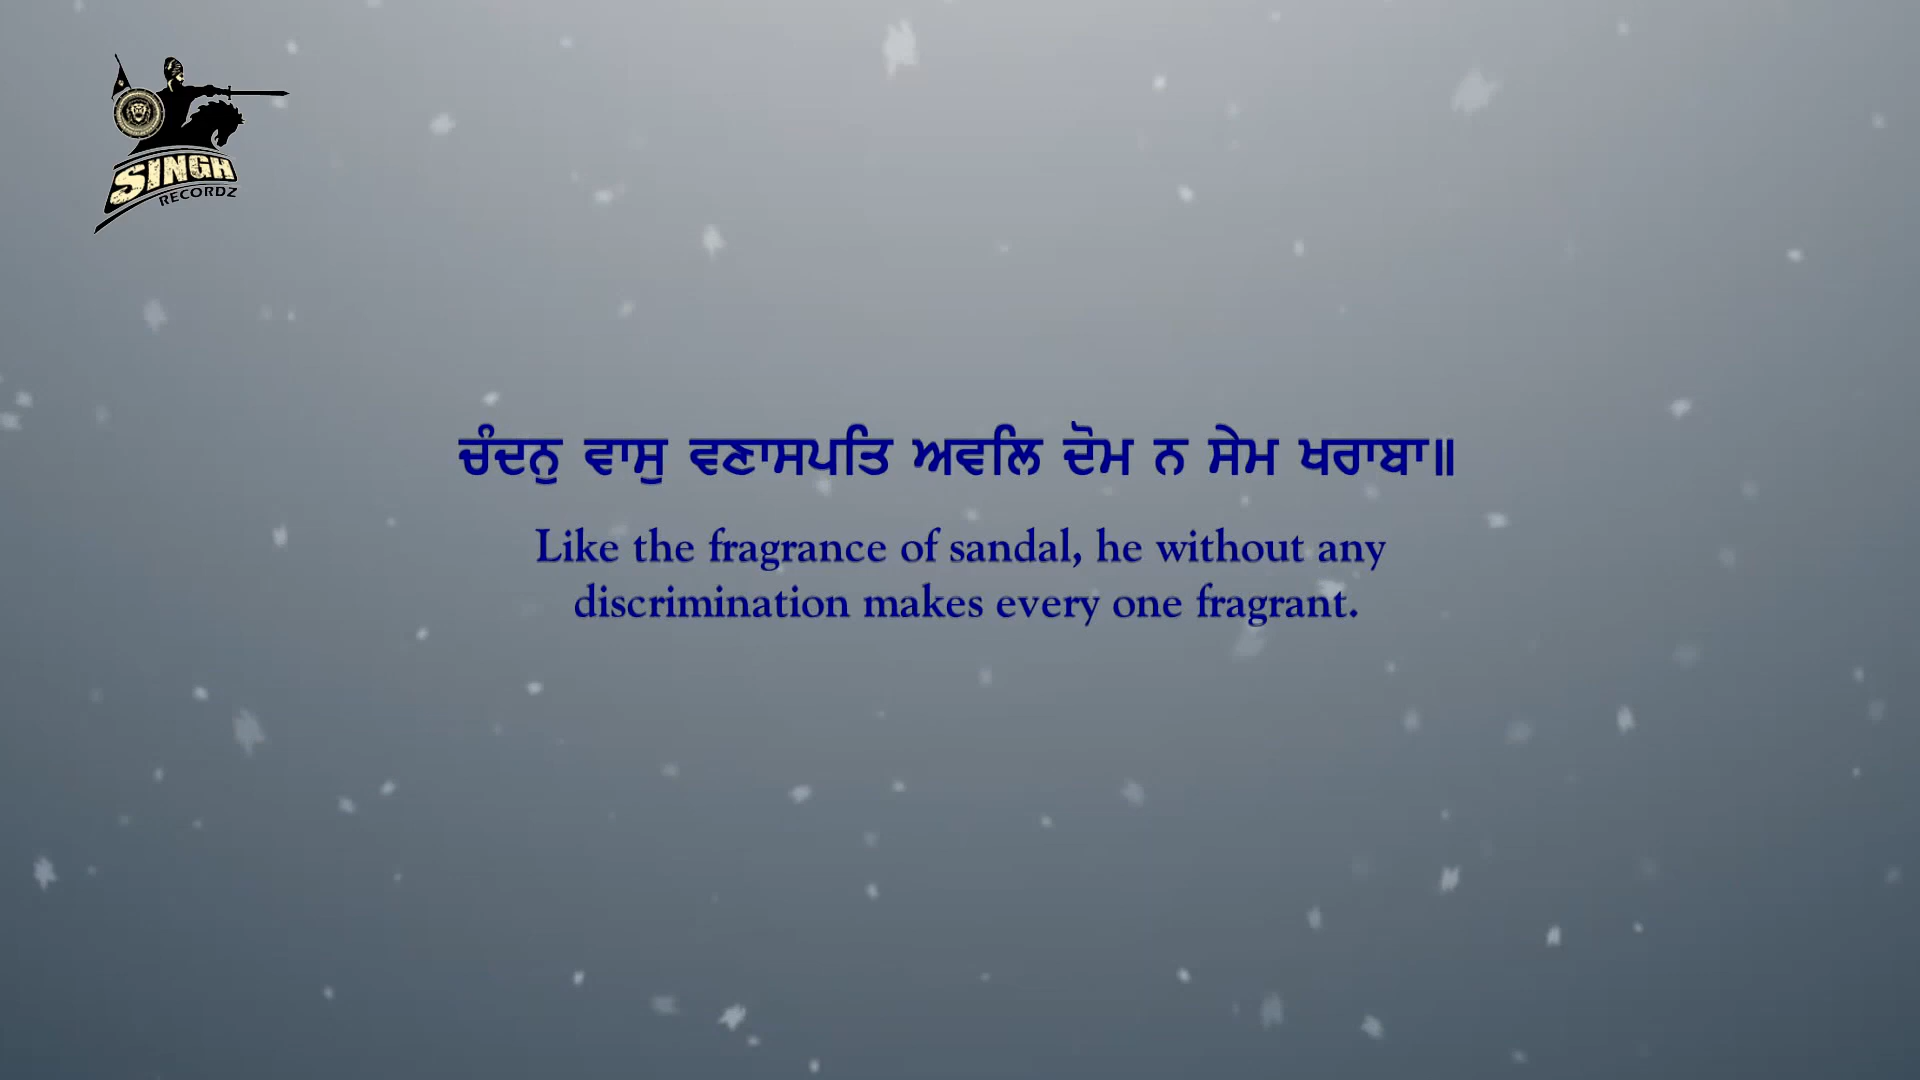 SINGH
RECORDZ
ਚੰਦਨੁ ਵਾਸੁ ਵਣਾਸਪਤਿ ਅਵਲਿ ਦੋਮ ਨ ਸੇਮ ਖਰਾਬਾ॥
Like the fragrance of sandal, he without any
discrimination makes every one fragrant.